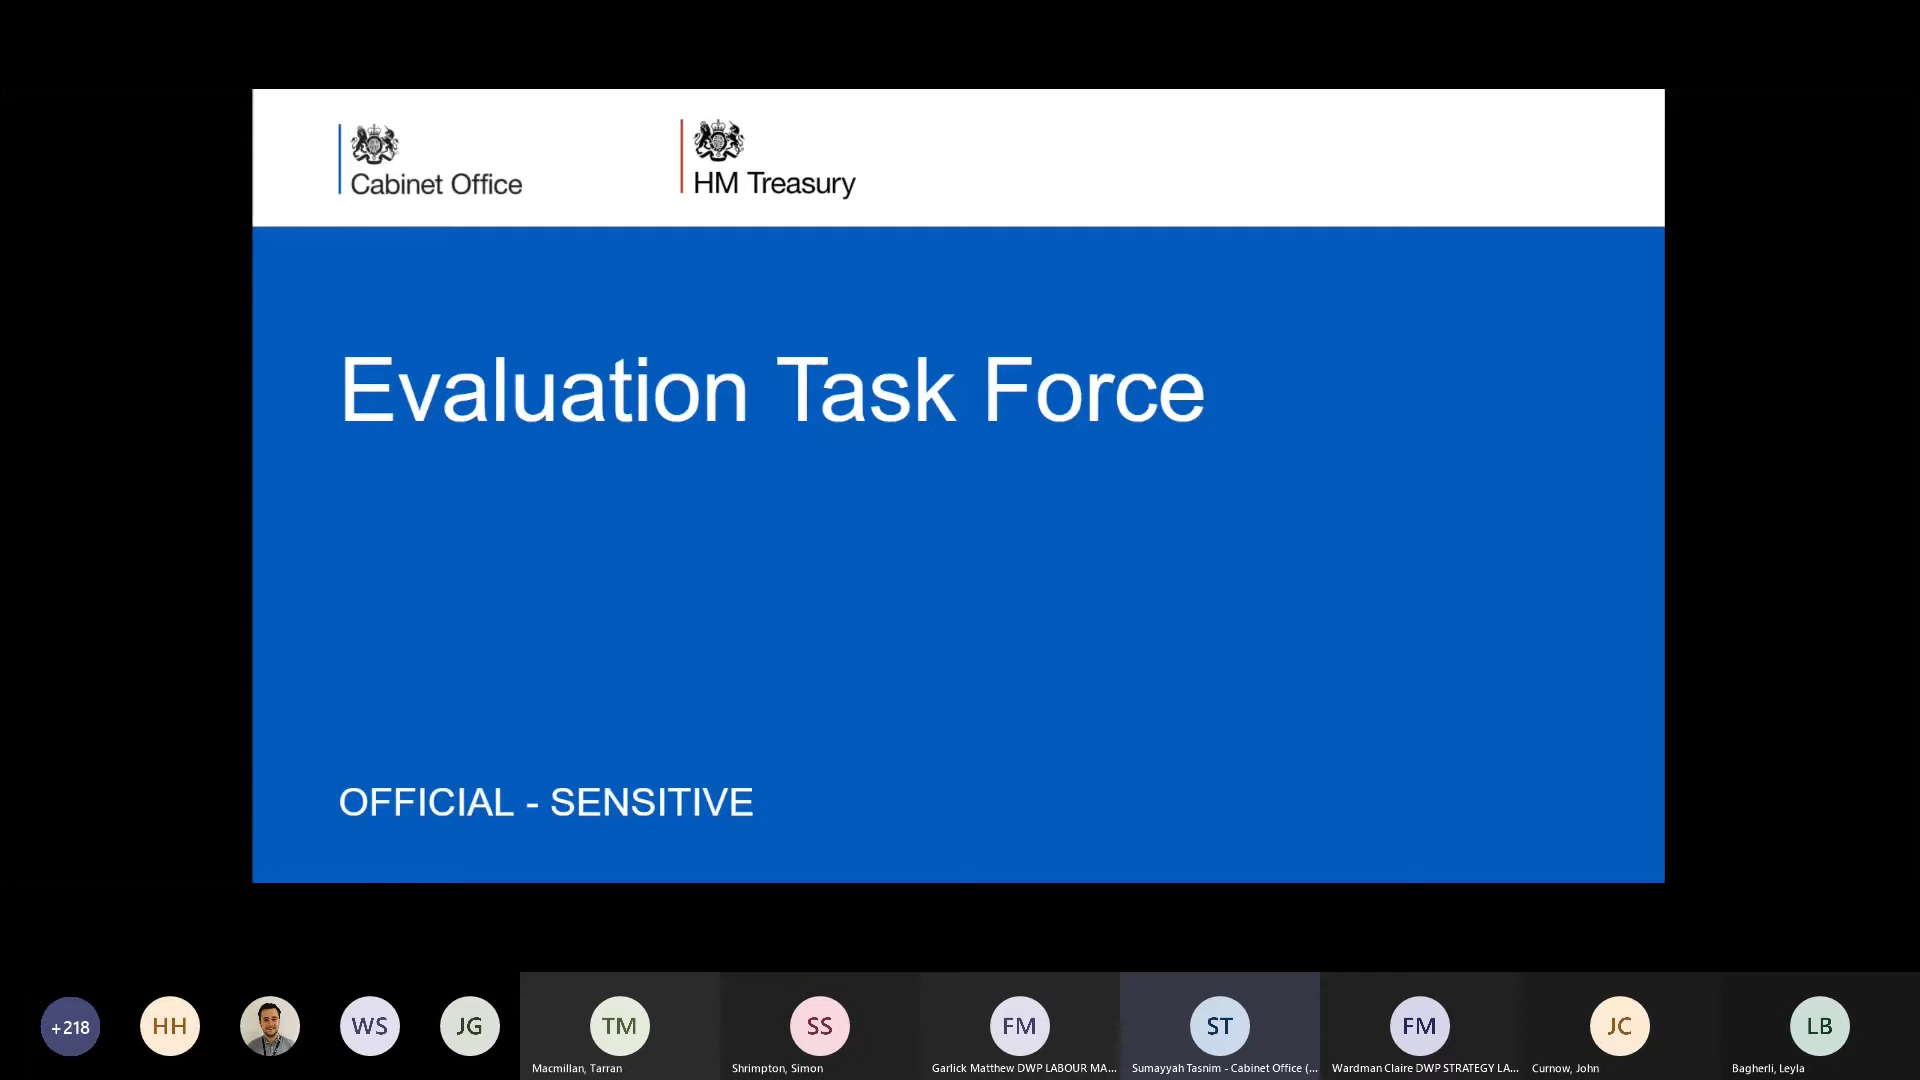 Cabinet Office
HM Treasury
Evaluation Task Force
OFFICIAL - SENSITIVE
+218
HH
WS
JG
TM
SS
FM
ST
FM
JC
LB
Macmillan, Tarran
Shrimpton, Simon
Garlick Matthew DWP LABOUR MA...
Sumayyah Tasnim - Cabinet Office (...
Wardman Claire DWP STRATEGY LA...
Curnow, John
Bagherli, Leyla